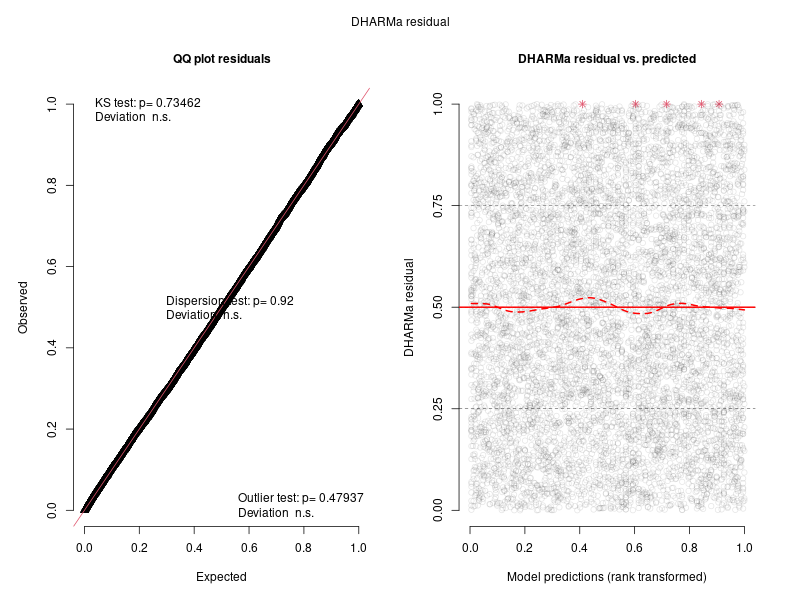 DHARMa residual
QQ plot residuals
KS test: p= 0.73462
Deviation n.s.
Dispersion test: p= 0.92
Deviation n.s.
Outlier test: p= 0.47937
Deviation n.s.
Observed
0.0 0.2 0.4 0.6 0.8 1.0
0.0 0.2 0.4 0.6 0.8 1.0
Expected
DHARMa residual vs. predicted
DHARMa residual
0.00 0.25 0.50 0.75 1.00
0.0 0.2 0.4 0.6 0.8 1.0
Model predictions (rank transformed)